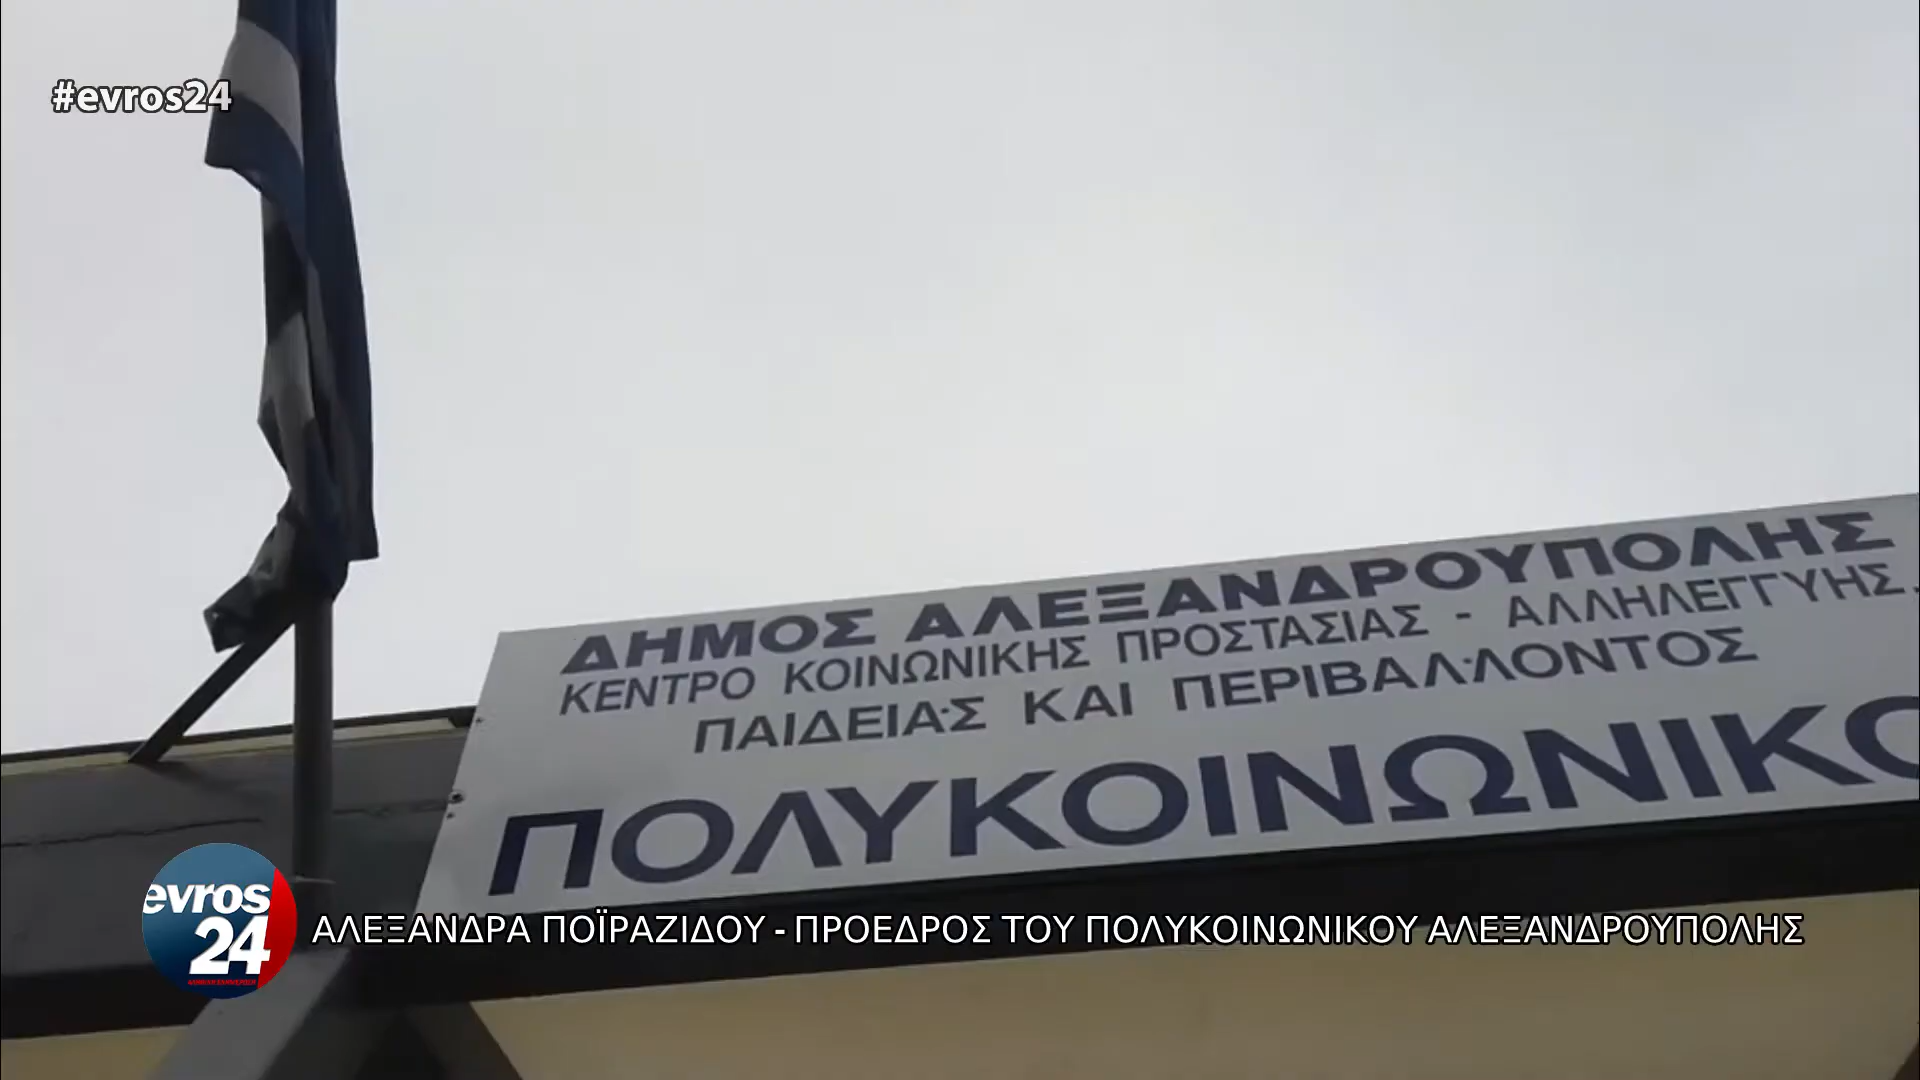 #evros24
ΔΗΜΟΣ ΑΛΕΞΑΝΔΡΟΥΠΟΛΗΣ
ΚΕΝΤΡΟ ΚΟΙΝΩΝΙΚΗΣ ΠΡΟΣΤΑΣΙΑΣ - ΑΛΛΗΛΕΓΓΥΗΣ,
ΠΑΙΔΕΙΑΣ ΚΑΙ ΠΕΡΙΒΑΛΛΟΝΤΟΣ
ΠΟΛΥΚΟΙΝΩΝΙΚΟ
evros
24
ΑΛΕΞΑΝΔΡΑ ΠΟΪΡΑΖΙΔΟΥ - ΠΡΟΕΔΡΟΣ ΤΟΥ ΠΟΛΥΚΟΙΝΩΝΙΚΟΥ ΑΛΕΞΑΝΔΡΟΥΠΟΛΗΣ